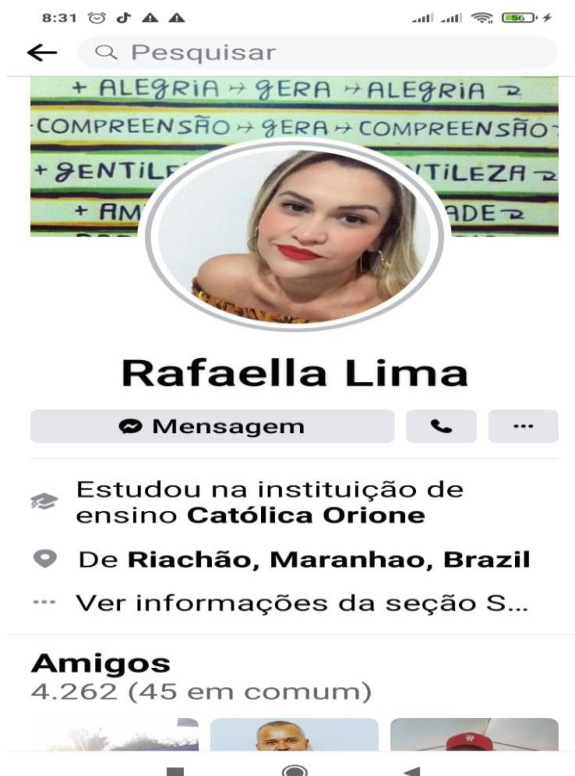 8:31
56
Pesquisar
+ ALEGRIA → GERA → ALEGRIA
COMPREENSÃO → GERA → COMPREENSÃO
+ GENTILE TILEZA
+ AM ADE
Rafaella Lima
Mensagem
Estudou na instituição de
ensino Católica Orione
De Riachão, Maranhao, Brazil
Ver informações da seção S...
Amigos
4.262 (45 em comum)
W